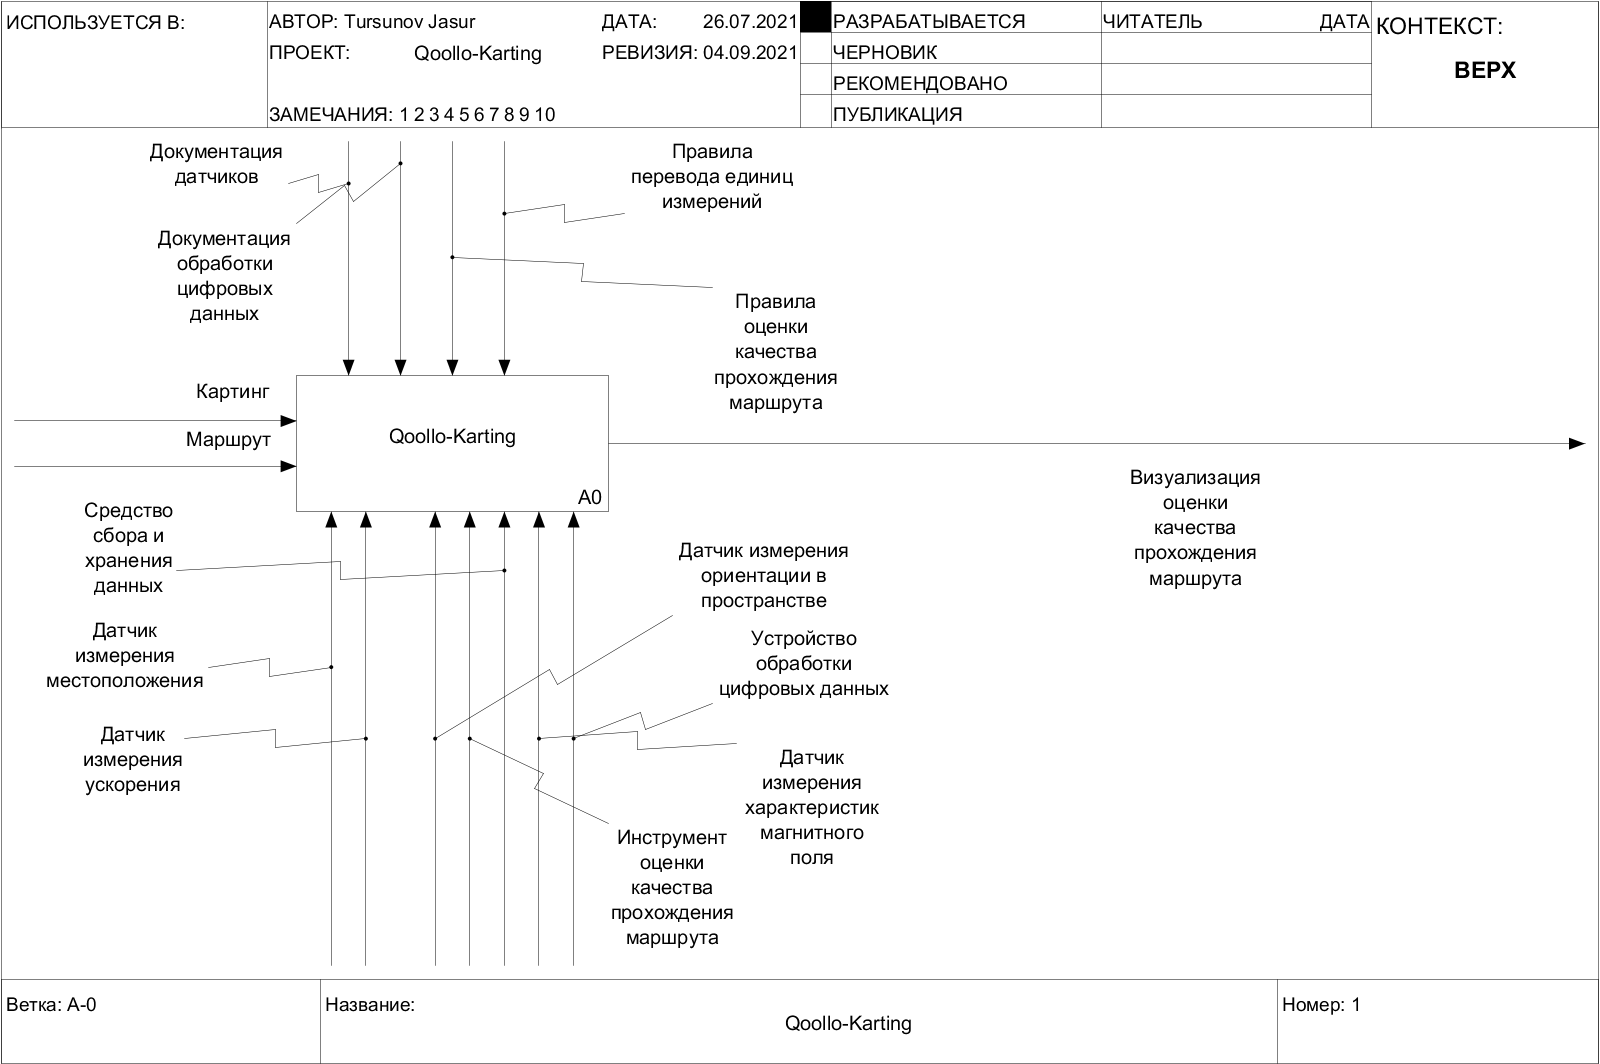 ИСПОЛЬЗУЕТСЯ В:
АВТОР: Tursunov Jasur
ДАТА: 26.07.2021
ПРОЕКТ: Qoollo-Karting
РЕВИЗИЯ: 04.09.2021
ЗАМЕЧАНИЯ: 1 2 3 4 5 6 7 8 9 10
РАЗРАБАТЫВАЕТСЯ
ЧЕРНОВИК
РЕКОМЕНДОВАНО
ПУБЛИКАЦИЯ
ЧИТАТЕЛЬ
ДАТА
КОНТЕКСТ:
ВЕРХ
Документация
датчиков
Документация
обработки
цифровых
данных
Правила
перевода единиц
измерений
Правила
оценки
качества
прохождения
маршрута
Картинг
Маршрут
Qoollo-Karting
A0
Визуализация
оценки
качества
прохождения
маршрута
Средство
сбора и
хранения
данных
Датчик
измерения
местоположения
Датчик
измерения
ускорения
Датчик измерения
ориентации в
пространстве
Устройство
обработки
цифровых данных
Датчик
измерения
характеристик
магнитного
поля
Инструмент
оценки
качества
прохождения
маршрута
Ветка: A-0
Название:
Qoollo-Karting
Номер: 1